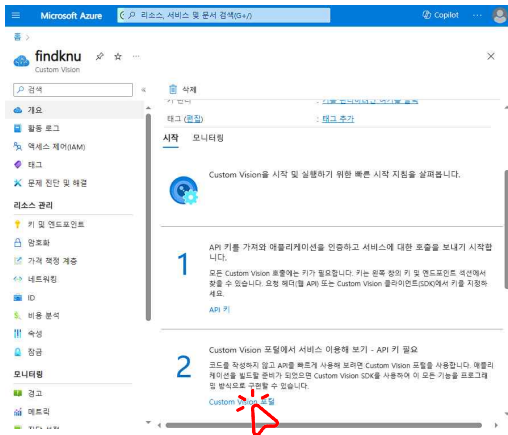 Microsoft Azure
리소스, 서비스 및 문서 검색(G+/)
Copilot
홈 >
findknu
Custom Vision
검색
삭제
개요
활동 로그
액세스 제어(IAM)
태그
문제 진단 및 해결
리소스 관리
키 및 엔드포인트
암호화
가격 책정 계층
네트워킹
ID
비용 분석
속성
잠금
모니터링
경고
메트릭
태그 (편집)
: 태그 추가
시작 모니터링
Custom Vision을 시작 및 실행하기 위한 빠른 시작 지침을 살펴봅니다.
1
API 키를 가져와 애플리케이션을 인증하고 서비스에 대한 호출을 보내기 시작합
니다.
모든 Custom Vision 호출에는 키가 필요합니다. 키는 왼쪽 창의 키 및 엔드포인트 섹션에서
찾을 수 있습니다. 요청 헤더(웹 API) 또는 Custom Vision 클라이언트(SDK)에서 키를 지정하
세요.
API 키
2
Custom Vision 포털에서 서비스 이용해 보기 - API 키 필요
코드를 작성하지 않고 API를 빠르게 사용해 보려면 Custom Vision 포털을 사용합니다. 애플리
케이션을 빌드할 준비가 되었으면 Custom Vision SDK를 사용하여 이 모든 기능을 프로그래
밍 방식으로 구현할 수 있습니다.
Custom Vision 포털